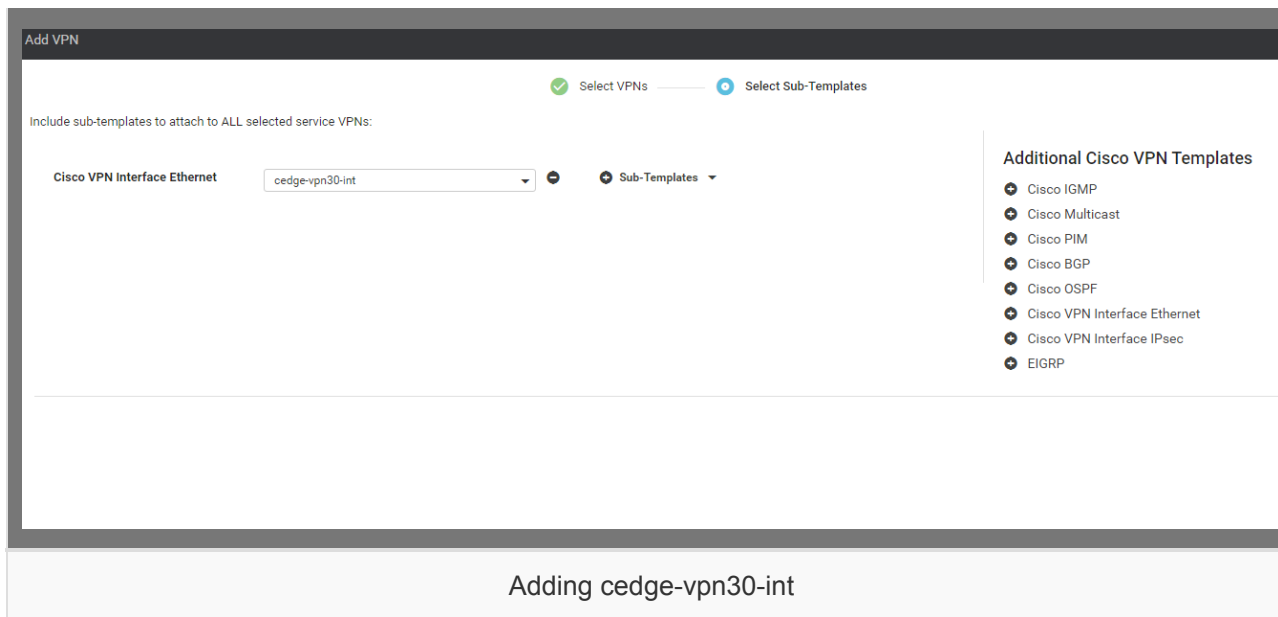 Add VPN
Select VPNs
Select Sub-Templates
Include sub-templates to attach to ALL selected service VPNs:
Cisco VPN Interface Ethernet
cedge-vpn30-int
Sub-Templates
Additional Cisco VPN Templates
Cisco IGMP
Cisco Multicast
Cisco PIM
Cisco BGP
Cisco OSPF
Cisco VPN Interface Ethernet
Cisco VPN Interface IPsec
EIGRP
Adding cedge-vpn30-int